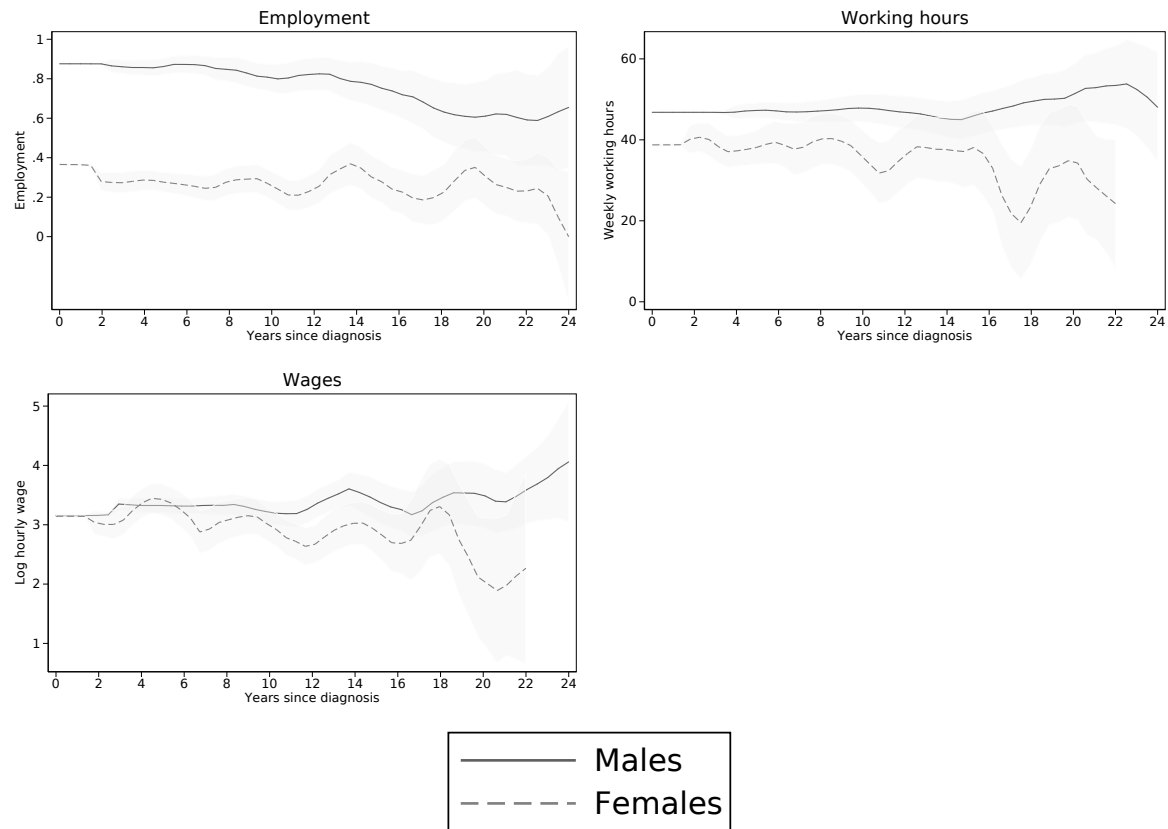 Employment
Employment
1
.8
.6
.4
.2
0
0 2 4 6 8 10 12 14 16 18 20 22 24
Years since diagnosis
Working hours
Weekly working hours
60
40
20
0
0 2 4 6 8 10 12 14 16 18 20 22 24
Years since diagnosis
Wages
Log hourly wage
5
4
3
2
1
0 2 4 6 8 10 12 14 16 18 20 22 24
Years since diagnosis
Males
Females